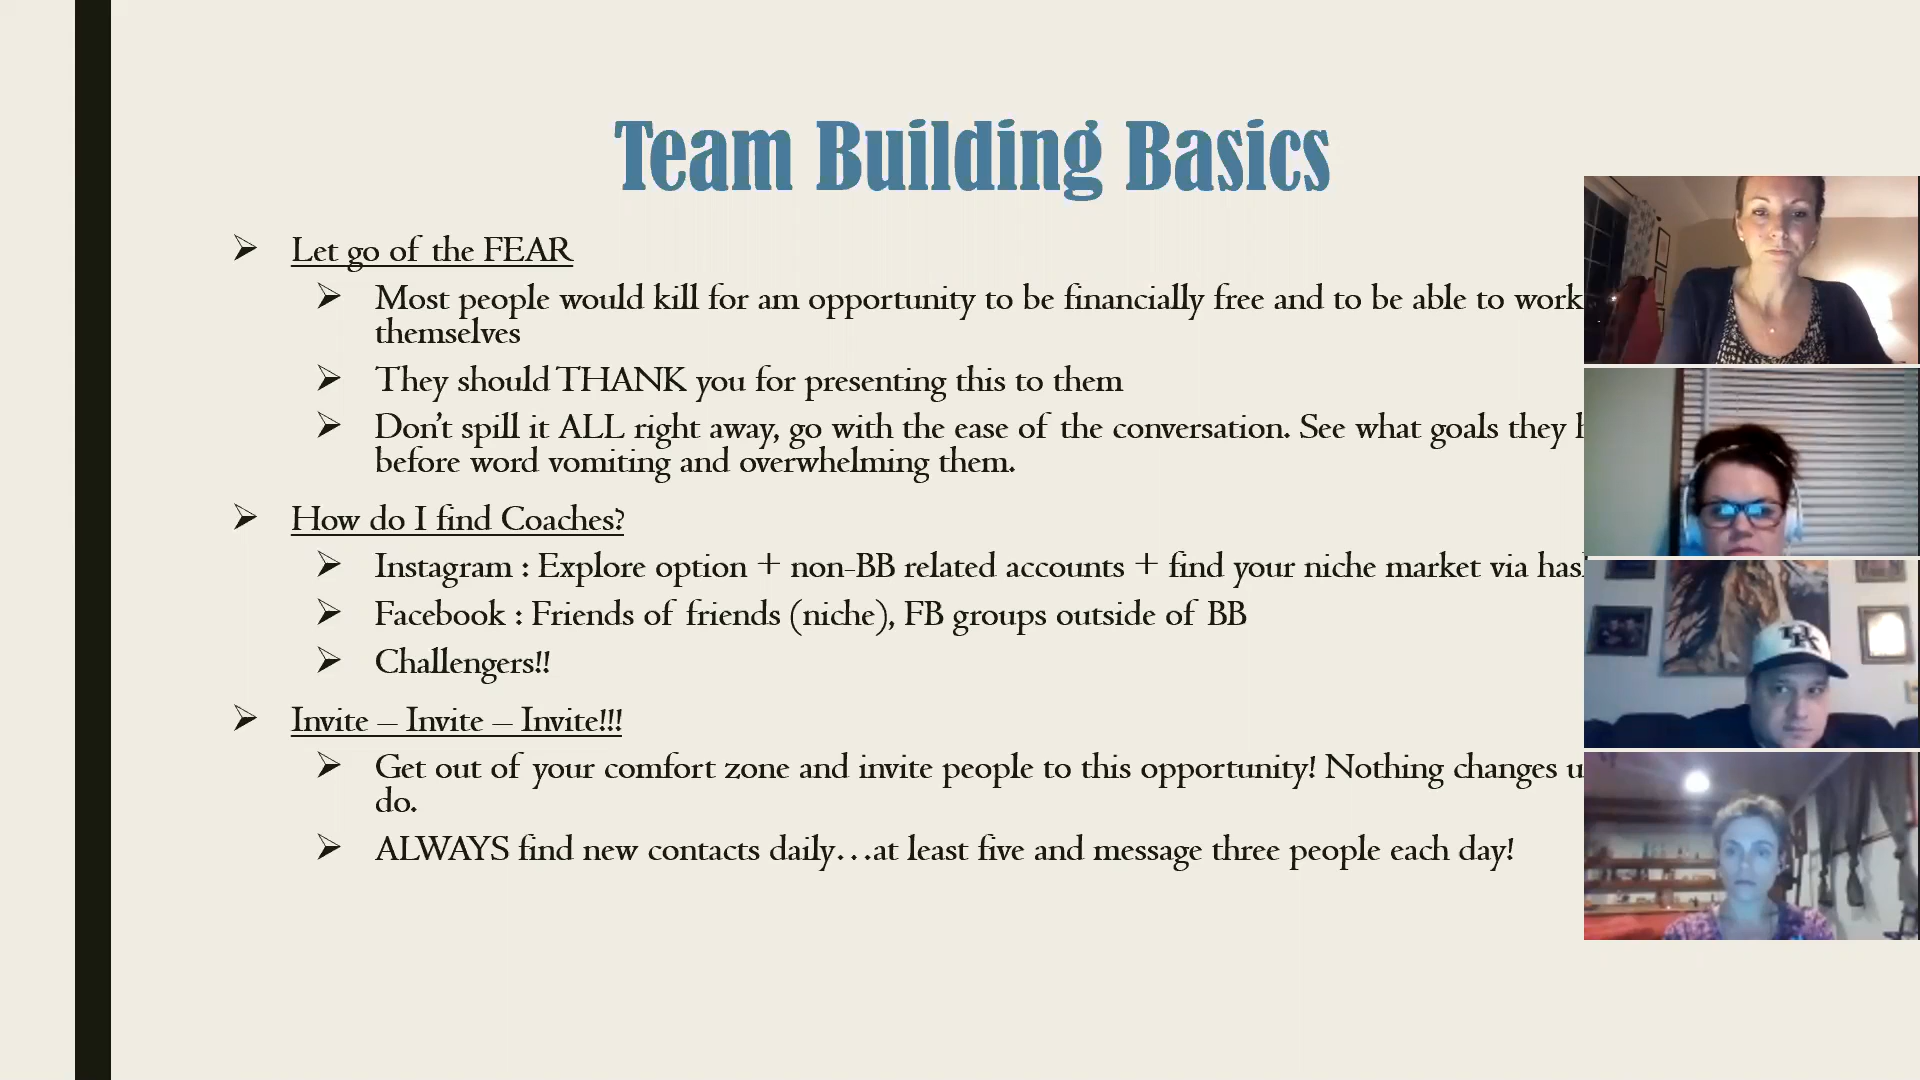 Team Building Basics
Let go of the FEAR
Most people would kill for am opportunity to be financially free and to be able to work
themselves
They should THANK you for presenting this to them
Don't spill it ALL right away, go with the ease of the conversation. See what goals they
before word vomiting and overwhelming them.
How do I find Coaches?
Instagram : Explore option + non-BB related accounts + find your niche market via
Facebook : Friends of friends (niche), FB groups outside of BB
Challengers!!
Invite – Invite – Invite!!!
Get out of your comfort zone and invite people to this opportunity! Nothing changes
do.
ALWAYS find new contacts daily…at least five and message three people each day!
UK